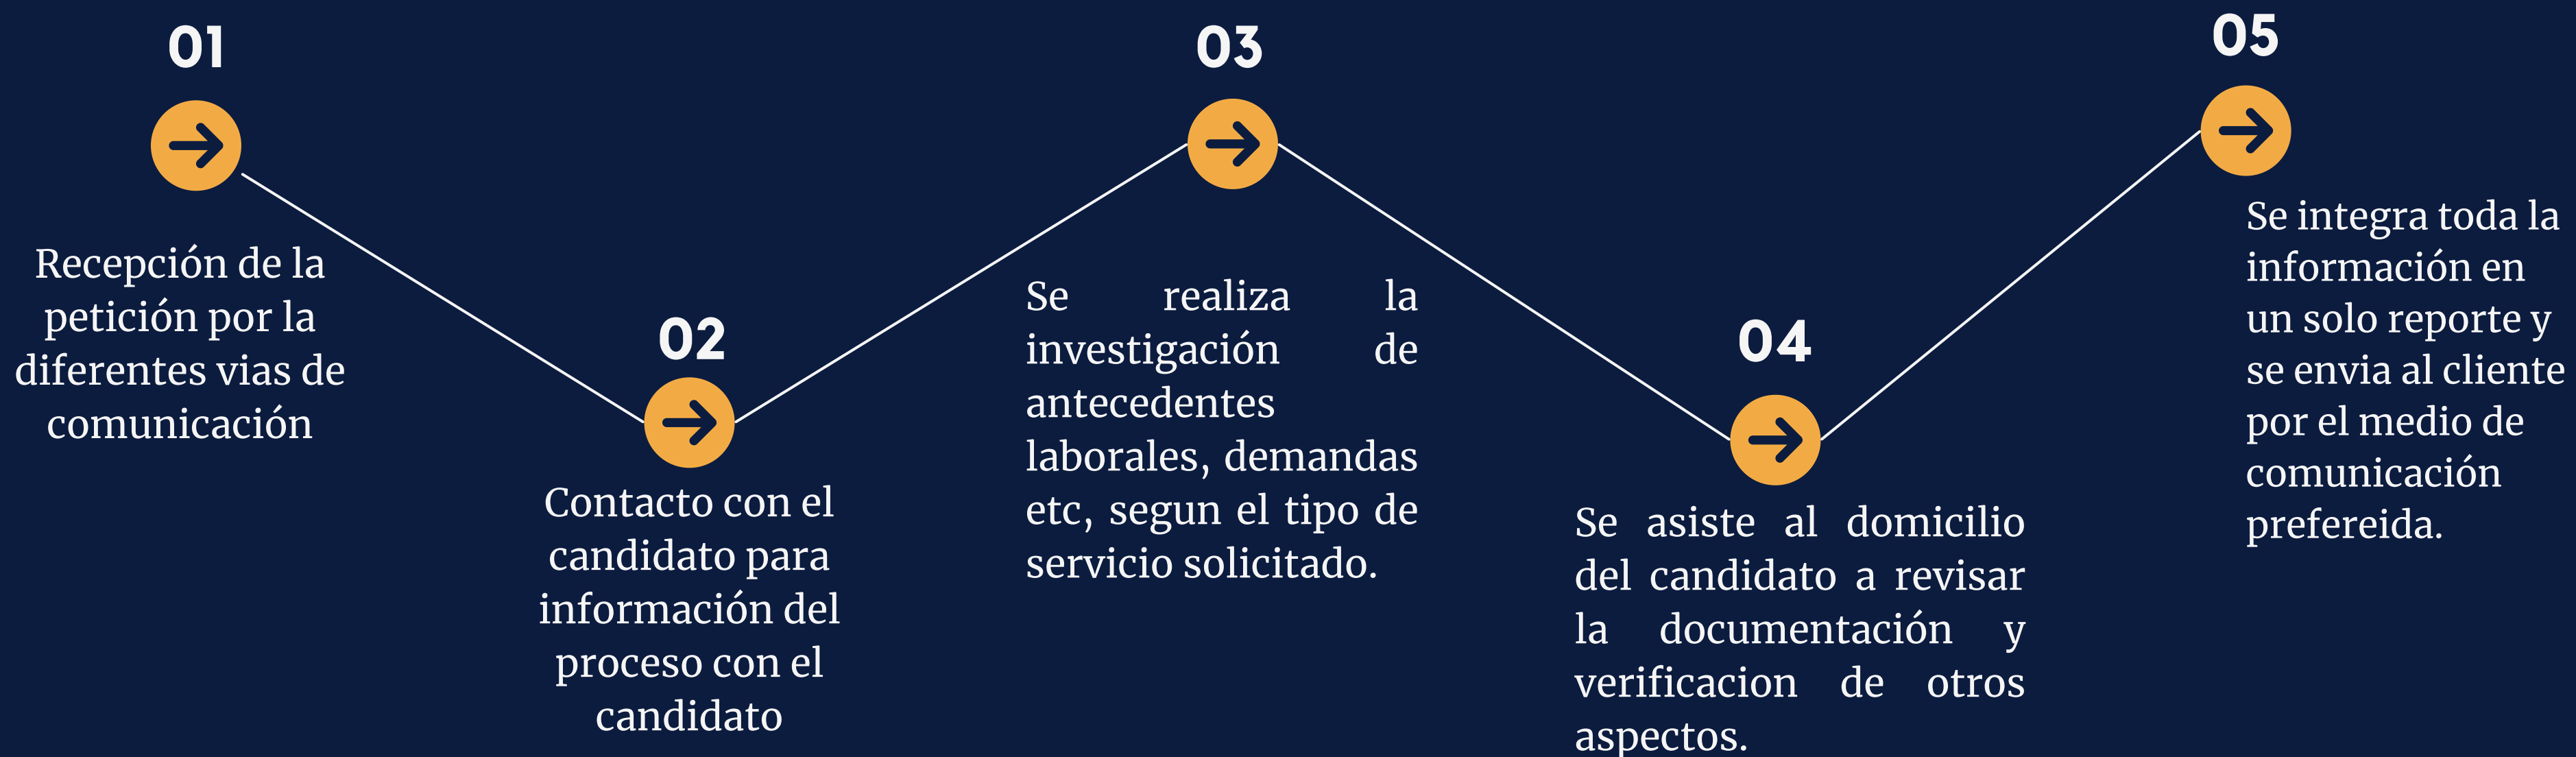 01
Recepción de la
petición por la
diferentes vias de
comunicación
02
Contacto con el
candidato para
información del
proceso con el
candidato
03
Se realiza la
investigación de
antecedentes
laborales, demandas
etc, segun el tipo de
servicio solicitado.
04
Se asiste al domicilio
del candidato a revisar
la documentación y
verificacion de otros
aspectos.
05
Se integra toda la
información en
un solo reporte y
se envia al cliente
por el medio de
comunicación
prefereida.